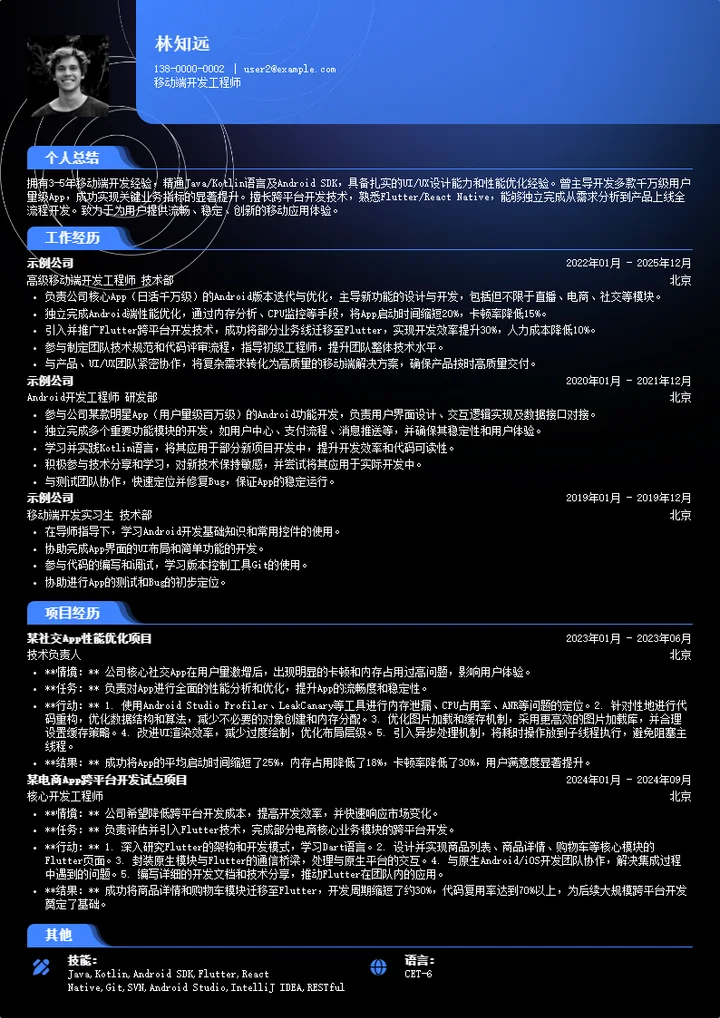 林知远
138-0000-0002 | user2@example.com
移动端开发工程师
个人总结
拥有3-5年移动端开发经验，精通Java/Kotlin语言及Android SDK，具备扎实的UI/UX设计能力和性能优化经验。曾主导开发多款千万级用户
量级App，成功实现关键业务指标的显著提升。擅长跨平台开发技术，熟悉Flutter/React Native，能够独立完成从需求分析到产品上线全
流程开发。致力于为用户提供流畅、稳定、创新的移动应用体验。
工作经历
示例公司 2022年01月 - 2025年12月
高级移动端开发工程师 技术部 北京
• 负责公司核心App（日活千万级）的Android版本迭代与优化，主导新功能的设计与开发，包括但不限于直播、电商、社交等模块。
• 独立完成Android端性能优化，通过内存分析、CPU监控等手段，将App启动时间缩短20%，卡顿率降低15%。
• 引入并推广Flutter跨平台开发技术，成功将部分业务线迁移至Flutter，实现开发效率提升30%，人力成本降低10%。
• 参与制定团队技术规范和代码评审流程，指导初级工程师，提升团队整体技术水平。
• 与产品、UI/UX团队紧密协作，将复杂需求转化为高质量的移动端解决方案，确保产品按时高质量交付。
示例公司 2020年01月 - 2021年12月
Android开发工程师 研发部 北京
• 参与公司某款明星App（用户量级百万级）的Android功能开发，负责用户界面设计、交互逻辑实现及数据接口对接。
• 独立完成多个重要功能模块的开发，如用户中心、支付流程、消息推送等，并确保其稳定性和用户体验。
• 学习并实践Kotlin语言，将其应用于部分新项目开发中，提升开发效率和代码可读性。
• 积极参与技术分享和学习，对新技术保持敏感，并尝试将其应用于实际开发中。
• 与测试团队协作，快速定位并修复Bug，保证App的稳定运行。
示例公司 2019年01月 - 2019年12月
移动端开发实习生 技术部 北京
• 在导师指导下，学习Android开发基础知识和常用控件的使用。
• 协助完成App界面的UI布局和简单功能的开发。
• 参与代码的编写和调试，学习版本控制工具Git的使用。
• 协助进行App的测试和Bug的初步定位。
项目经历
某社交App性能优化项目 2023年01月 - 2023年06月
技术负责人 北京
• **情境：** 公司核心社交App在用户量激增后，出现明显的卡顿和内存占用过高问题，影响用户体验。
• **任务：** 负责对App进行全面的性能分析和优化，提升App的流畅度和稳定性。
• **行动：** 1. 使用Android Studio Profiler、LeakCanary等工具进行内存泄漏、CPU占用率、ANR等问题的定位。2. 针对性地进行代
码重构，优化数据结构和算法，减少不必要的对象创建和内存分配。3. 优化图片加载和缓存机制，采用更高效的图片加载库，并合理
设置缓存策略。4. 改进UI渲染效率，减少过度绘制，优化布局层级。5. 引入异步处理机制，将耗时操作放到子线程执行，避免阻塞主
线程。
• **结果：** 成功将App的平均启动时间缩短了25%，内存占用降低了18%，卡顿率降低了30%，用户满意度显著提升。
某电商App跨平台开发试点项目 2024年01月 - 2024年09月
核心开发工程师 北京
• **情境：** 公司希望降低跨平台开发成本，提高开发效率，并快速响应市场变化。
• **任务：** 负责评估并引入Flutter技术，完成部分电商核心业务模块的跨平台开发。
• **行动：** 1. 深入研究Flutter的架构和开发模式，学习Dart语言。2. 设计并实现商品列表、商品详情、购物车等核心模块的
Flutter页面。3. 封装原生模块与Flutter的通信桥梁，处理与原生平台的交互。4. 与原生Android/iOS开发团队协作，解决集成过程
中遇到的问题。5. 编写详细的开发文档和技术分享，推动Flutter在团队内的应用。
• **结果：** 成功将商品详情和购物车模块迁移至Flutter，开发周期缩短了约30%，代码复用率达到70%以上，为后续大规模跨平台开发
奠定了基础。
其他
技能： 语言：
Java,Kotlin,Android SDK,Flutter,React CET-6
Native,Git,SVN,Android Studio,IntelliJ IDEA,RESTful